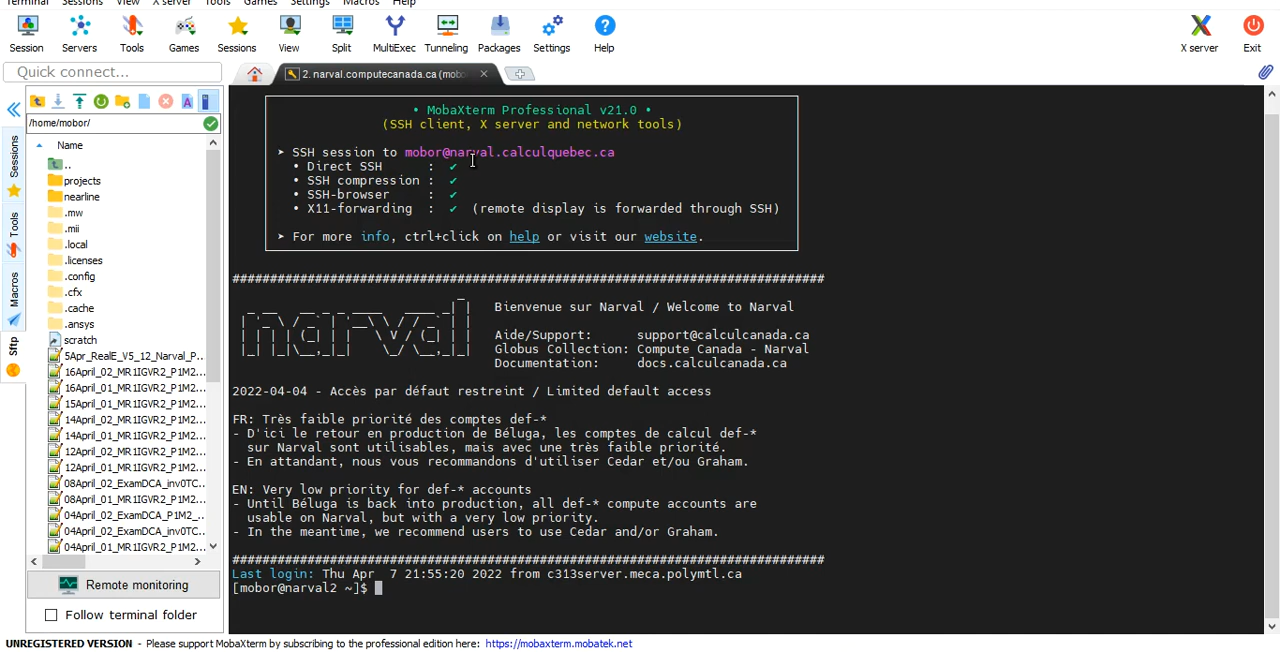 Terminal Sessions View X server Tools Games Settings Macros Help
Session Servers Tools Games Sessions View Split MultiExec Tunneling Packages Settings Help X server Exit
Quick connect...
2. narval.computecanada.ca (mobo
/home/mobor/
Name
..
projects
nearline
.mw
.mii
.local
.licenses
.config
.cfx
.cache
.ansys
scratch
5Apr_RealE_V5_12_Narval_P...
16April_02_MR1IGVR2_P1M2...
16April_01_MR1IGVR2_P1M2...
15April_01_MR1IGVR2_P1M2...
14April_02_MR1IGVR2_P1M2...
14April_01_MR1IGVR2_P1M2...
12April_02_MR1IGVR2_P1M2...
12April_01_MR1IGVR2_P1M2...
08April_02_ExamDCA_inv0TC...
08April_01_MR1IGVR2_P1M2...
04April_02_ExamDCA_P1M2_...
04April_02_ExamDCA_inv0TC...
04April_01_MR1IGVR2_P1M2...
Remote monitoring
Follow terminal folder
Sessions
Tools
Macros
Sftp
• MobaXterm Professional v21.0 •
(SSH client, X server and network tools)
➤ SSH session to mobor@narval.calculquebec.ca
• Direct SSH : ✔
• SSH compression : ✔
• SSH-browser : ✔
• X11-forwarding : ✔ (remote display is forwarded through SSH)
➤ For more info, ctrl+click on help or visit our website.
###############################################################################
narval
Bienvenue sur Narval / Welcome to Narval
Aide/Support: support@calculcanada.ca
Globus Collection: Compute Canada - Narval
Documentation: docs.calculcanada.ca
2022-04-04 - Accès par défaut restreint / Limited default access
FR: Très faible priorité des comptes def-*
- D'ici le retour en production de Béluga, les comptes de calcul def-*
sur Narval sont utilisables, mais avec une très faible priorité.
- En attendant, nous vous recommandons d'utiliser Cedar et/ou Graham.
EN: Very low priority for def-* accounts
- Until Béluga is back into production, all def-* compute accounts are
usable on Narval, but with a very low priority.
- In the meantime, we recommend users to use Cedar and/or Graham.
###############################################################################
Last login: Thu Apr 7 21:55:20 2022 from c313server.meca.polymtl.ca
[mobor@narval2 ~]$
UNREGISTERED VERSION - Please support MobaXterm by subscribing to the professional edition here: https://mobaxterm.mobatek.net